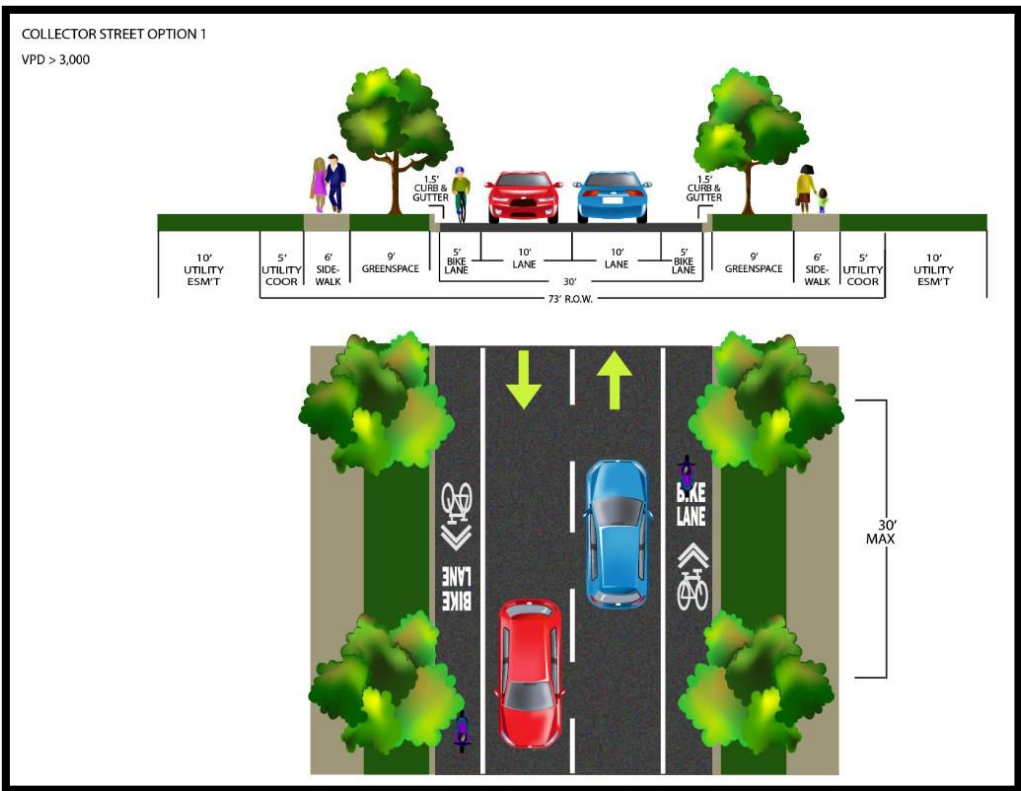 COLLECTOR STREET OPTION 1
VPD > 3,000
1.5'
CURB &
GUTTER
1.5'
CURB &
GUTTER
10'
UTILITY
ESM'T
5'
UTILITY
COOR
6'
SIDE-
WALK
9'
GREENSPACE
5'
BIKE
LANE
10'
LANE
10'
LANE
5'
BIKE
LANE
9'
GREENSPACE
6'
SIDE-
WALK
5'
UTILITY
COOR
10'
UTILITY
ESM'T
30'
73' R.O.W.
BIKE
LANE
BIKE
LANE
30'
MAX